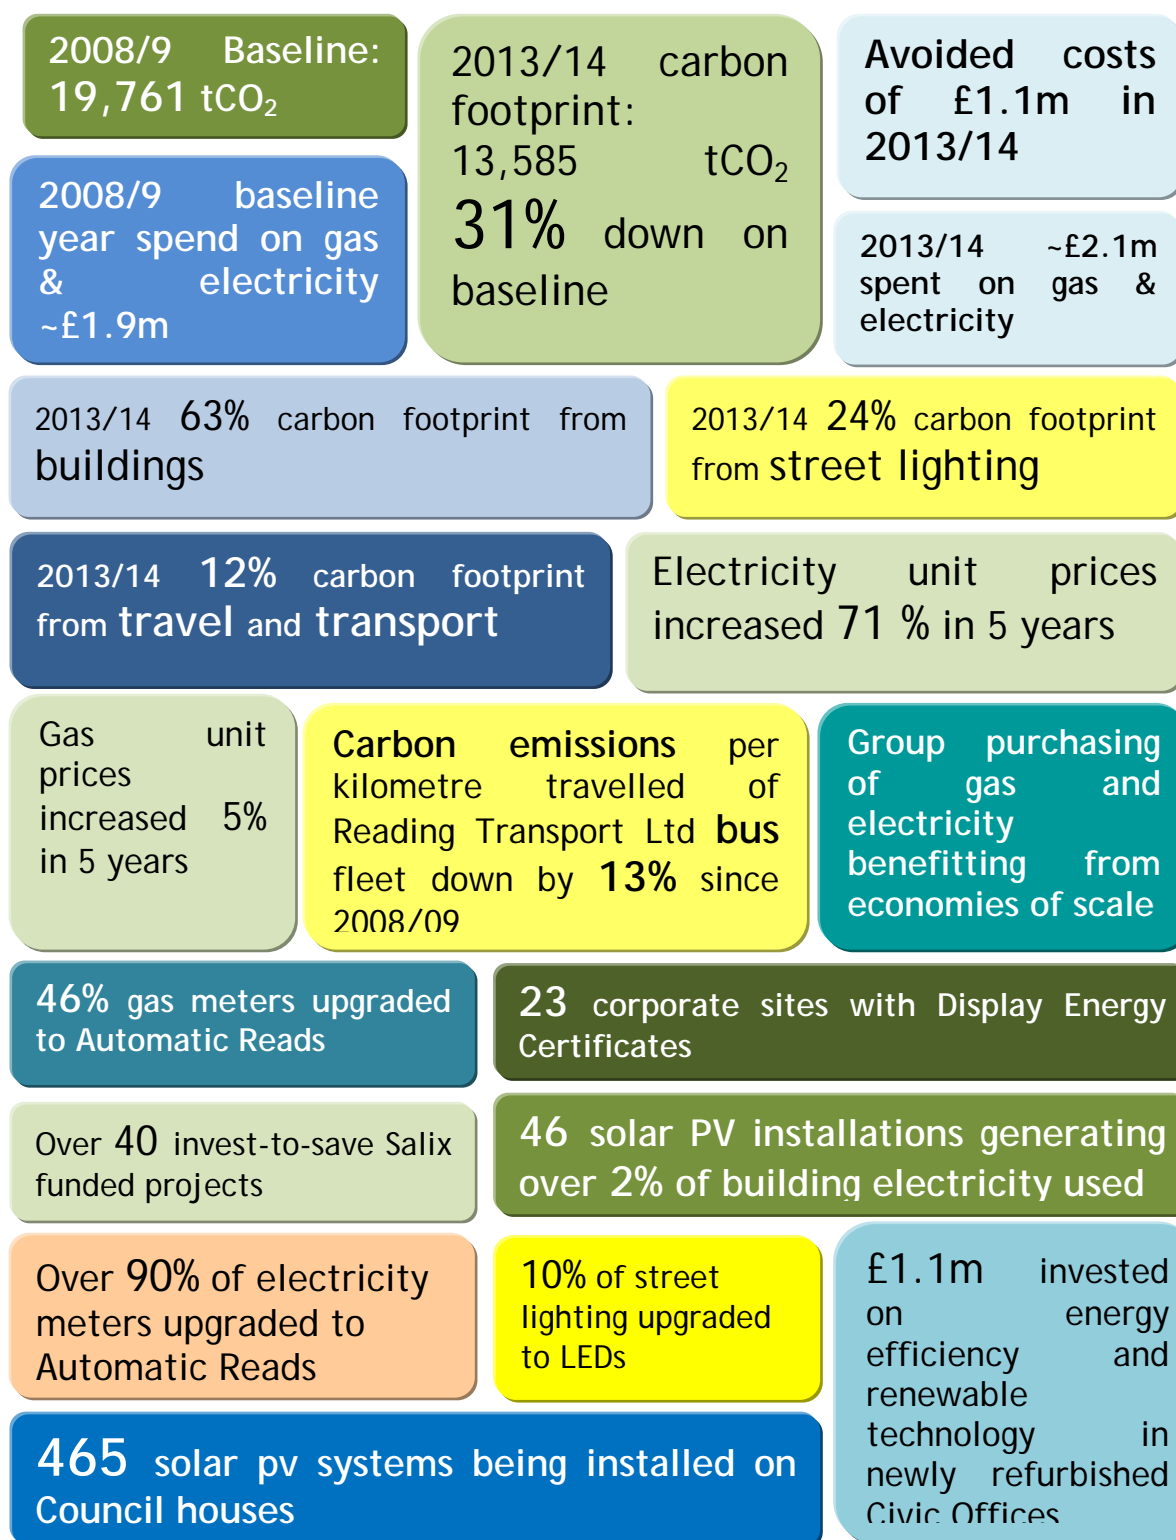 2008/9 Baseline:
19,761 tCO₂
2013/14 carbon
footprint:
13,585 tCO₂
31% down on
baseline
Avoided costs
of £1.1m in
2013/14
2008/9 baseline
year spend on gas
& electricity
~£1.9m
2013/14 ~£2.1m
spent on gas &
electricity
2013/14 63% carbon footprint from
buildings
2013/14 24% carbon footprint
from street lighting
2013/14 12% carbon footprint
from travel and transport
Electricity unit prices
increased 71 % in 5 years
Gas unit
prices
increased 5%
in 5 years
Carbon emissions per
kilometre travelled of
Reading Transport Ltd bus
fleet down by 13% since
2008/09
Group purchasing
of gas and
electricity
benefitting from
economies of scale
46% gas meters upgraded
to Automatic Reads
23 corporate sites with Display Energy
Certificates
Over 40 invest-to-save Salix
funded projects
46 solar PV installations generating
over 2% of building electricity used
Over 90% of electricity
meters upgraded to
Automatic Reads
10% of street
lighting upgraded
to LEDs
£1.1m invested
on energy
efficiency and
renewable
technology in
newly refurbished
Civic Offices
465 solar pv systems being installed on
Council houses